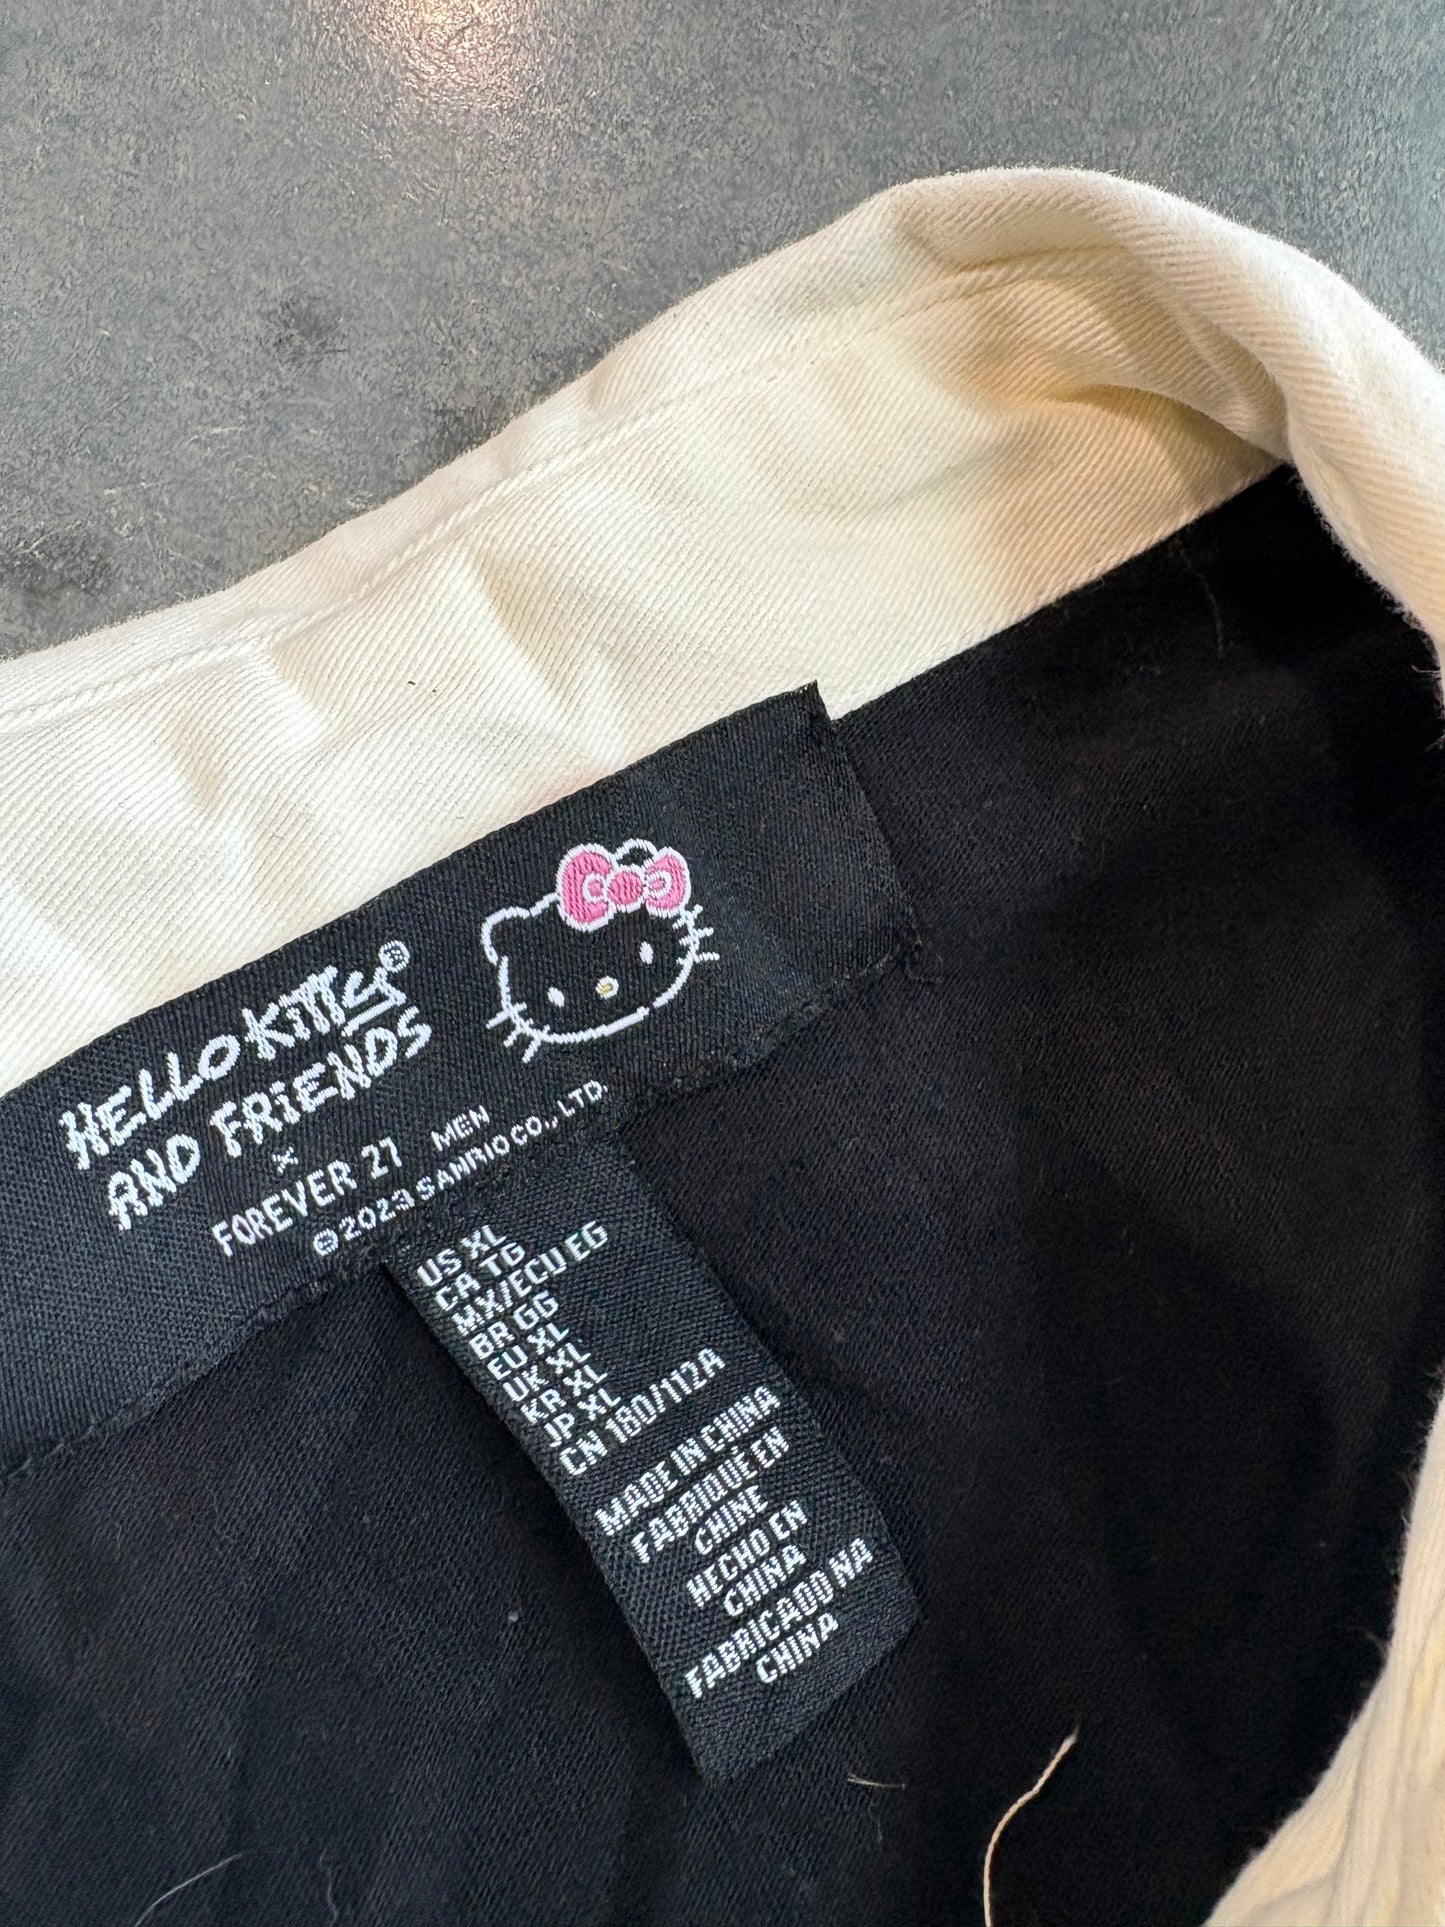 HELLO KITTY®
AND FRIENDS
×
FOREVER 21 MEN
©2023 SANRIO CO., LTD.
US XL
CA TG
MX/ECU EG
BR GG
EU XL
UK XL
KR XL
JP XL
CN 180/112A
MADE IN CHINA
FABRIQUE EN
CHINE
HECHO EN
CHINA
FABRICADO NA
CHINA